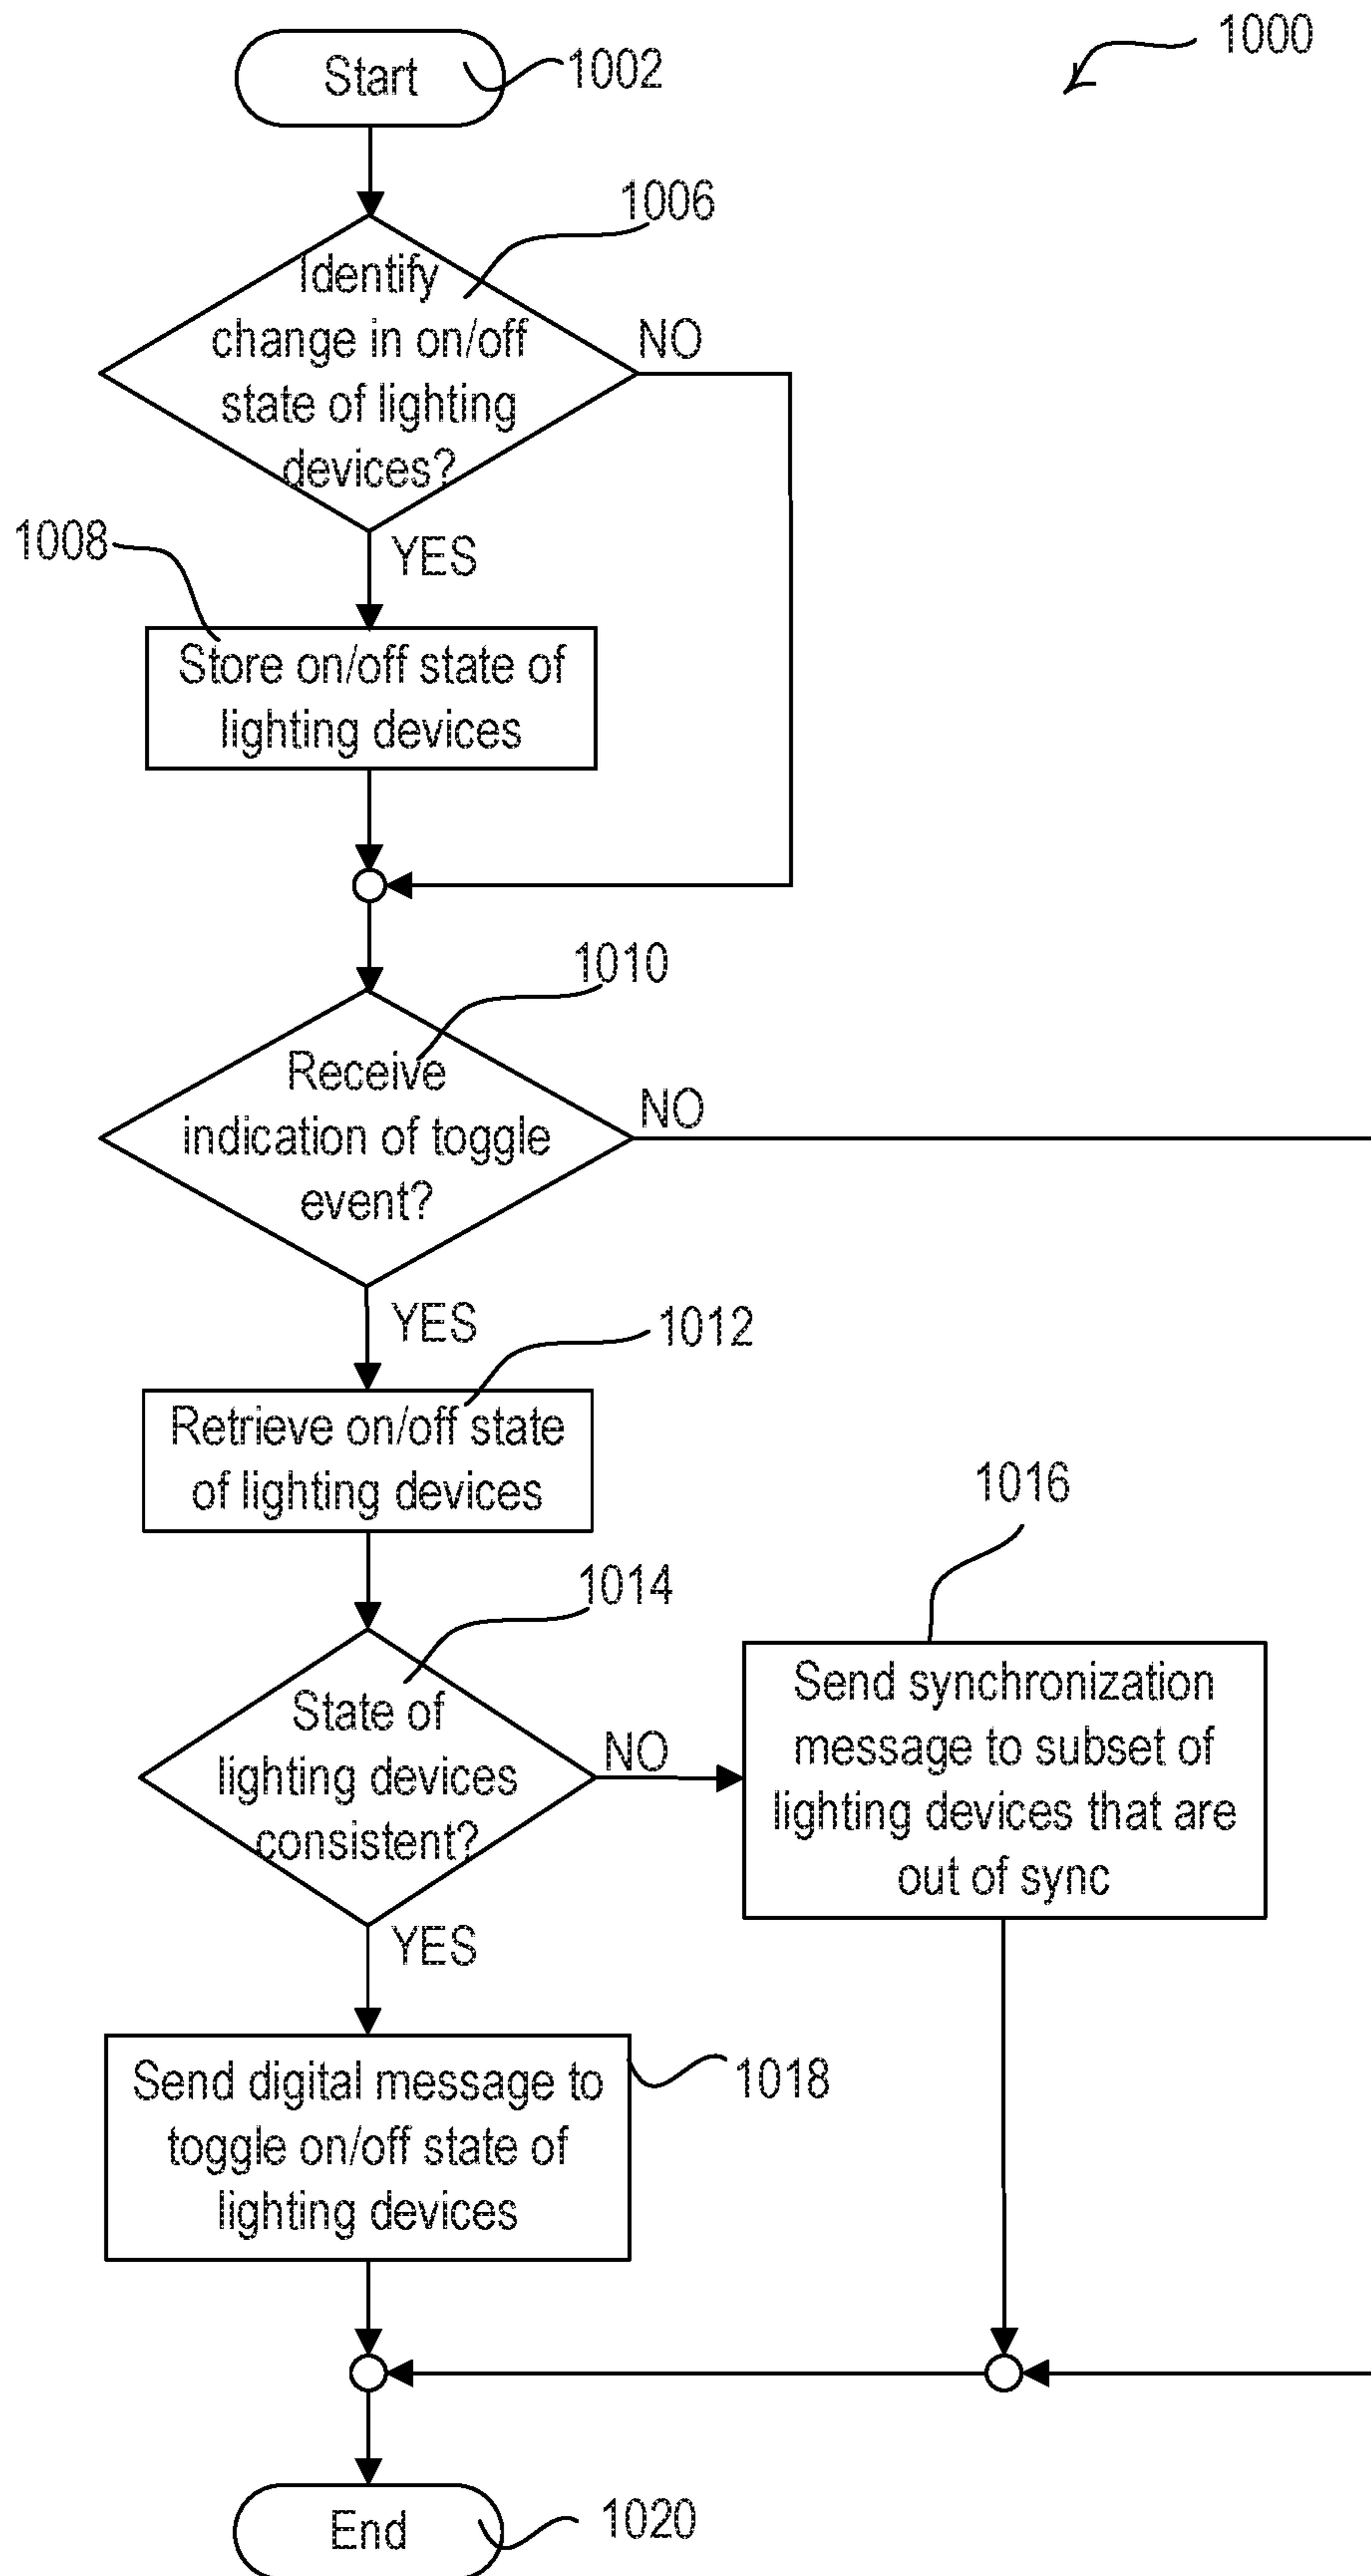 1000
Start
1002
1006
Identify
change in on/off
state of lighting
devices?
NO
1008
YES
Store on/off state of
lighting devices
1010
Receive
indication of toggle
event?
NO
YES
1012
Retrieve on/off state
of lighting devices
1014
State of
lighting devices
consistent?
NO
1016
Send synchronization
message to subset of
lighting devices that are
out of sync
YES
Send digital message to
toggle on/off state of
lighting devices
1018
End
1020